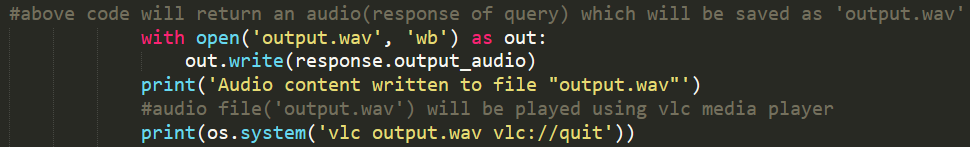 #above code will return an audio(response of query) which will be saved as 'output.wav'
with open('output.wav', 'wb') as out:
out.write(response.output_audio)
print('Audio content written to file "output.wav"')
#audio file('output.wav') will be played using vlc media player
print(os.system('vlc output.wav vlc://quit'))